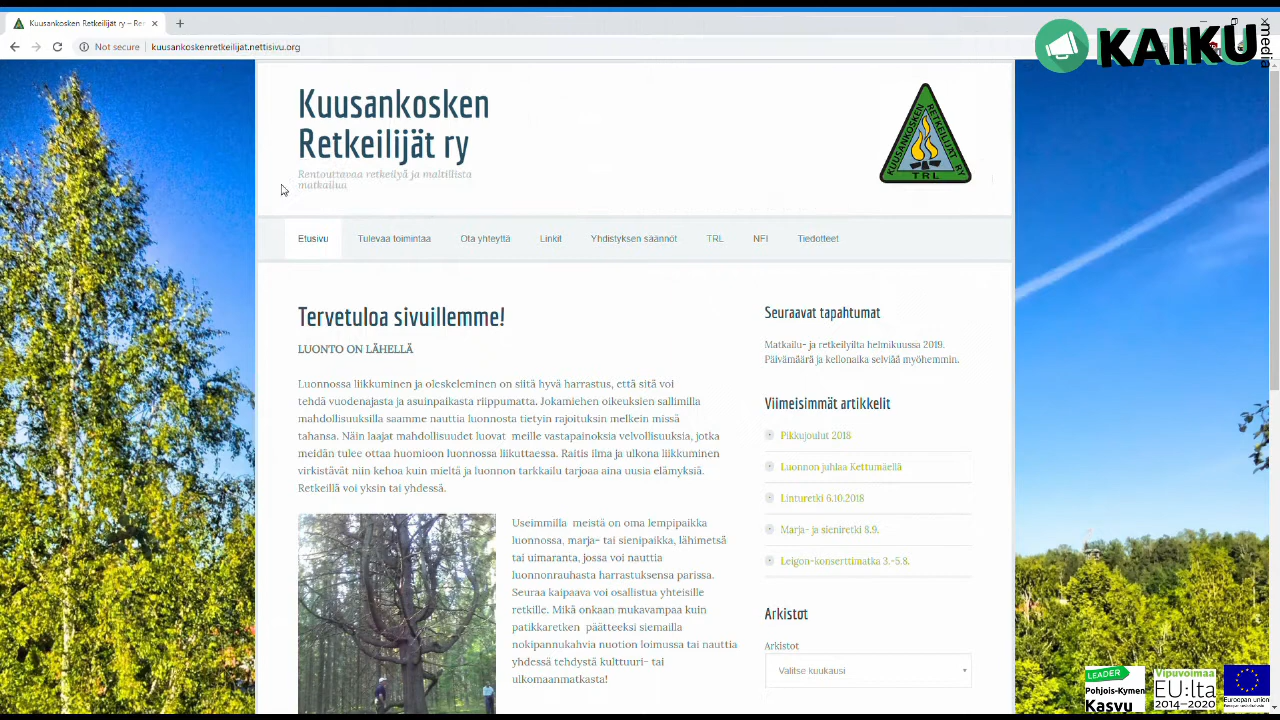 Kuusankosken Retkeilijät ry – Ret
Not secure
kuusankoskenretkeilijat.nettisivu.org
KAIKU
media
Kuusankosken
Retkeilijät ry
Rentouttavaa retkeilyä ja maltillista
matkailua
KUUSANKOSKEN RETKEILIJÄT RY
TRL
Etusivu
Tulevaa toimintaa
Ota yhteyttä
Linkit
Yhdistyksen säännöt
TRL
NFI
Tiedotteet
Tervetuloa sivuillemme!
LUONTO ON LÄHELLÄ
Luonnossa liikkuminen ja oleskeleminen on siitä hyvä harrastus, että sitä voi
tehdä vuodenajasta ja asuinpaikasta riippumatta. Jokamiehen oikeuksien sallimilla
mahdollisuuksilla saamme nauttia luonnosta tietyin rajoituksin melkein missä
tahansa. Näin laajat mahdollisuudet luovat  meille vastapainoksia velvollisuuksia, jotka
meidän tulee ottaa huomioon luonnossa liikuttaessa. Raitis ilma ja ulkona liikkuminen
virkistävät niin kehoa kuin mieltä ja luonnon tarkkailu tarjoaa aina uusia elämyksiä.
Retkeillä voi yksin tai yhdessä.
Useimmilla  meistä on oma lempipaikka
luonnossa, marja- tai sienipaikka, lähimetsä
tai uimaranta, jossa voi nauttia
luonnonrauhasta harrastuksensa parissa.
Seuraa kaipaava voi osallistua yhteisille
retkille. Mikä onkaan mukavampaa kuin
patikkaretken  päätteeksi siemailla
nokipannukahvia nuotion loimussa tai nauttia
yhdessä tehdystä kulttuuri- tai
ulkomaanmatkasta!
Seuraavat tapahtumat
Matkailu- ja retkeilyilta helmikuussa 2019.
Päivämäärä ja kellonaika selviää myöhemmin.
Viimeisimmät artikkelit
Pikkujoulut 2018
Luonnon juhlaa Kettumäellä
Linturetki 6.10.2018
Marja- ja sieniretki 8.9.
Leigon-konserttimatka 3.-5.8.
Arkistot
Arkistot
Valitse kuukausi
LEADER
Pohjois-Kymen
Kasvu
Vipuvoimaa
EU:lta
2014–2020
Euroopan unioni